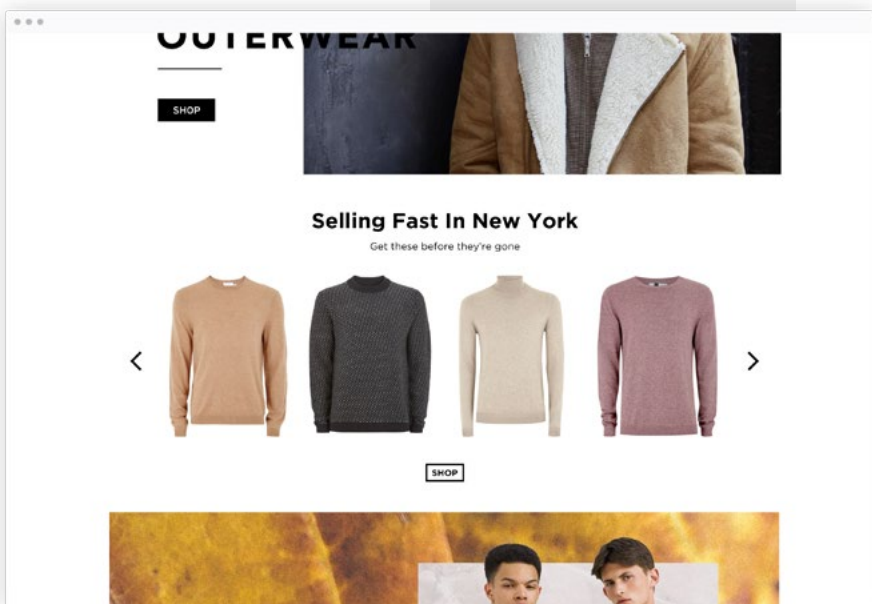 OUTERWEAR
SHOP
Selling Fast In New York
Get these before they're gone
SHOP